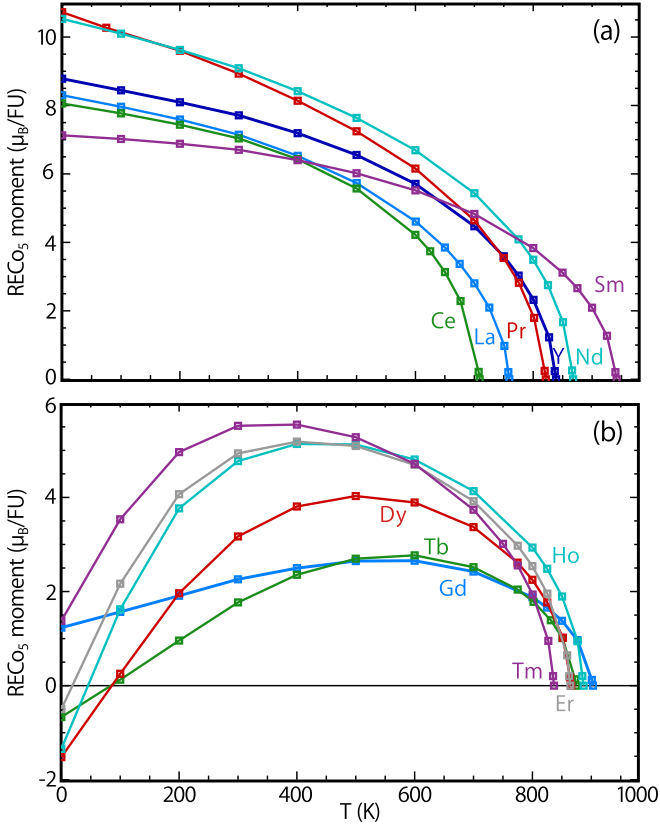 (a)
10
8
6
4
2
0
RECo₅ moment (μB/FU)
Ce
La
Pr
Y
Nd
Sm
(b)
6
4
2
0
-2
RECo₅ moment (μB/FU)
Dy
Tb
Gd
Ho
Tm
Er
0
200
400
600
800
1000
T (K)